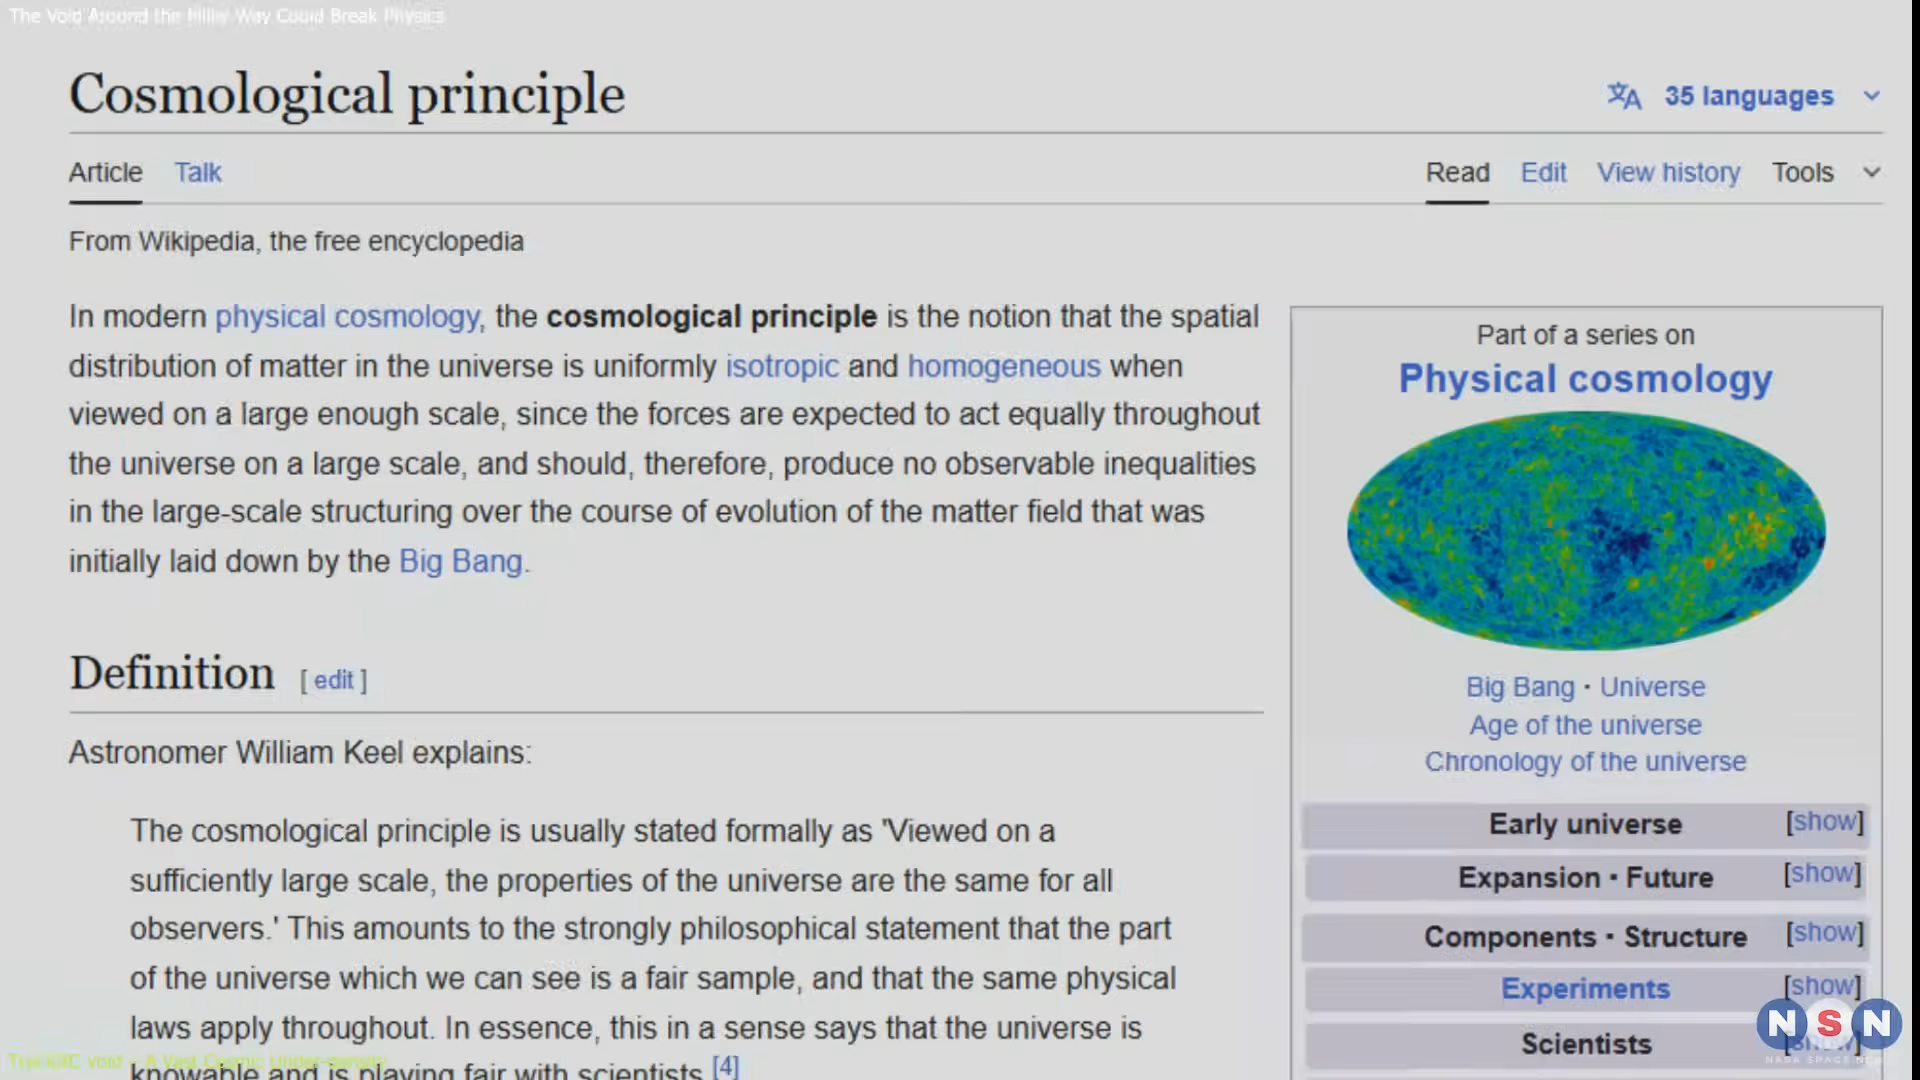 The Void Around the Milky Way Could Break Physics
Cosmological principle
35 languages
Article Talk
Read Edit View history Tools
From Wikipedia, the free encyclopedia
In modern physical cosmology, the cosmological principle is the notion that the spatial
distribution of matter in the universe is uniformly isotropic and homogeneous when
viewed on a large enough scale, since the forces are expected to act equally throughout
the universe on a large scale, and should, therefore, produce no observable inequalities
in the large-scale structuring over the course of evolution of the matter field that was
initially laid down by the Big Bang.
Definition [ edit ]
Astronomer William Keel explains:
The cosmological principle is usually stated formally as 'Viewed on a
sufficiently large scale, the properties of the universe are the same for all
observers.' This amounts to the strongly philosophical statement that the part
of the universe which we can see is a fair sample, and that the same physical
laws apply throughout. In essence, this in a sense says that the universe is
knowable and is playing fair with scientists.[4]
Part of a series on
Physical cosmology
Big Bang · Universe
Age of the universe
Chronology of the universe
Early universe [show]
Expansion · Future [show]
Components · Structure [show]
Experiments [show]
Scientists [show]
NSN
NASA SPACE NEWS
KBC void – A Vast Cosmic Under-density